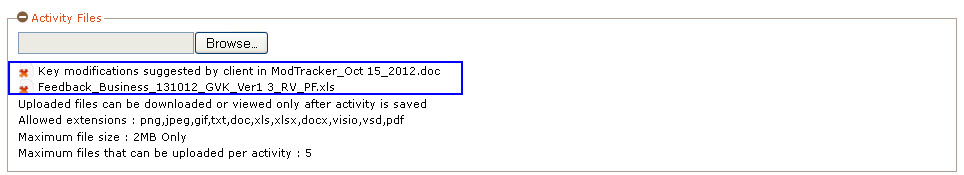 Activity Files
Browse...
Key modifications suggested by client in ModTracker_Oct 15_2012.doc
Feedback_Business_131012_GVK_Ver1 3_RV_PF.xls
Uploaded files can be downloaded or viewed only after activity is saved
Allowed extensions : png,jpeg,gif,txt,doc,xls,xlsx,docx,visio,vsd,pdf
Maximum file size : 2MB Only
Maximum files that can be uploaded per activity : 5